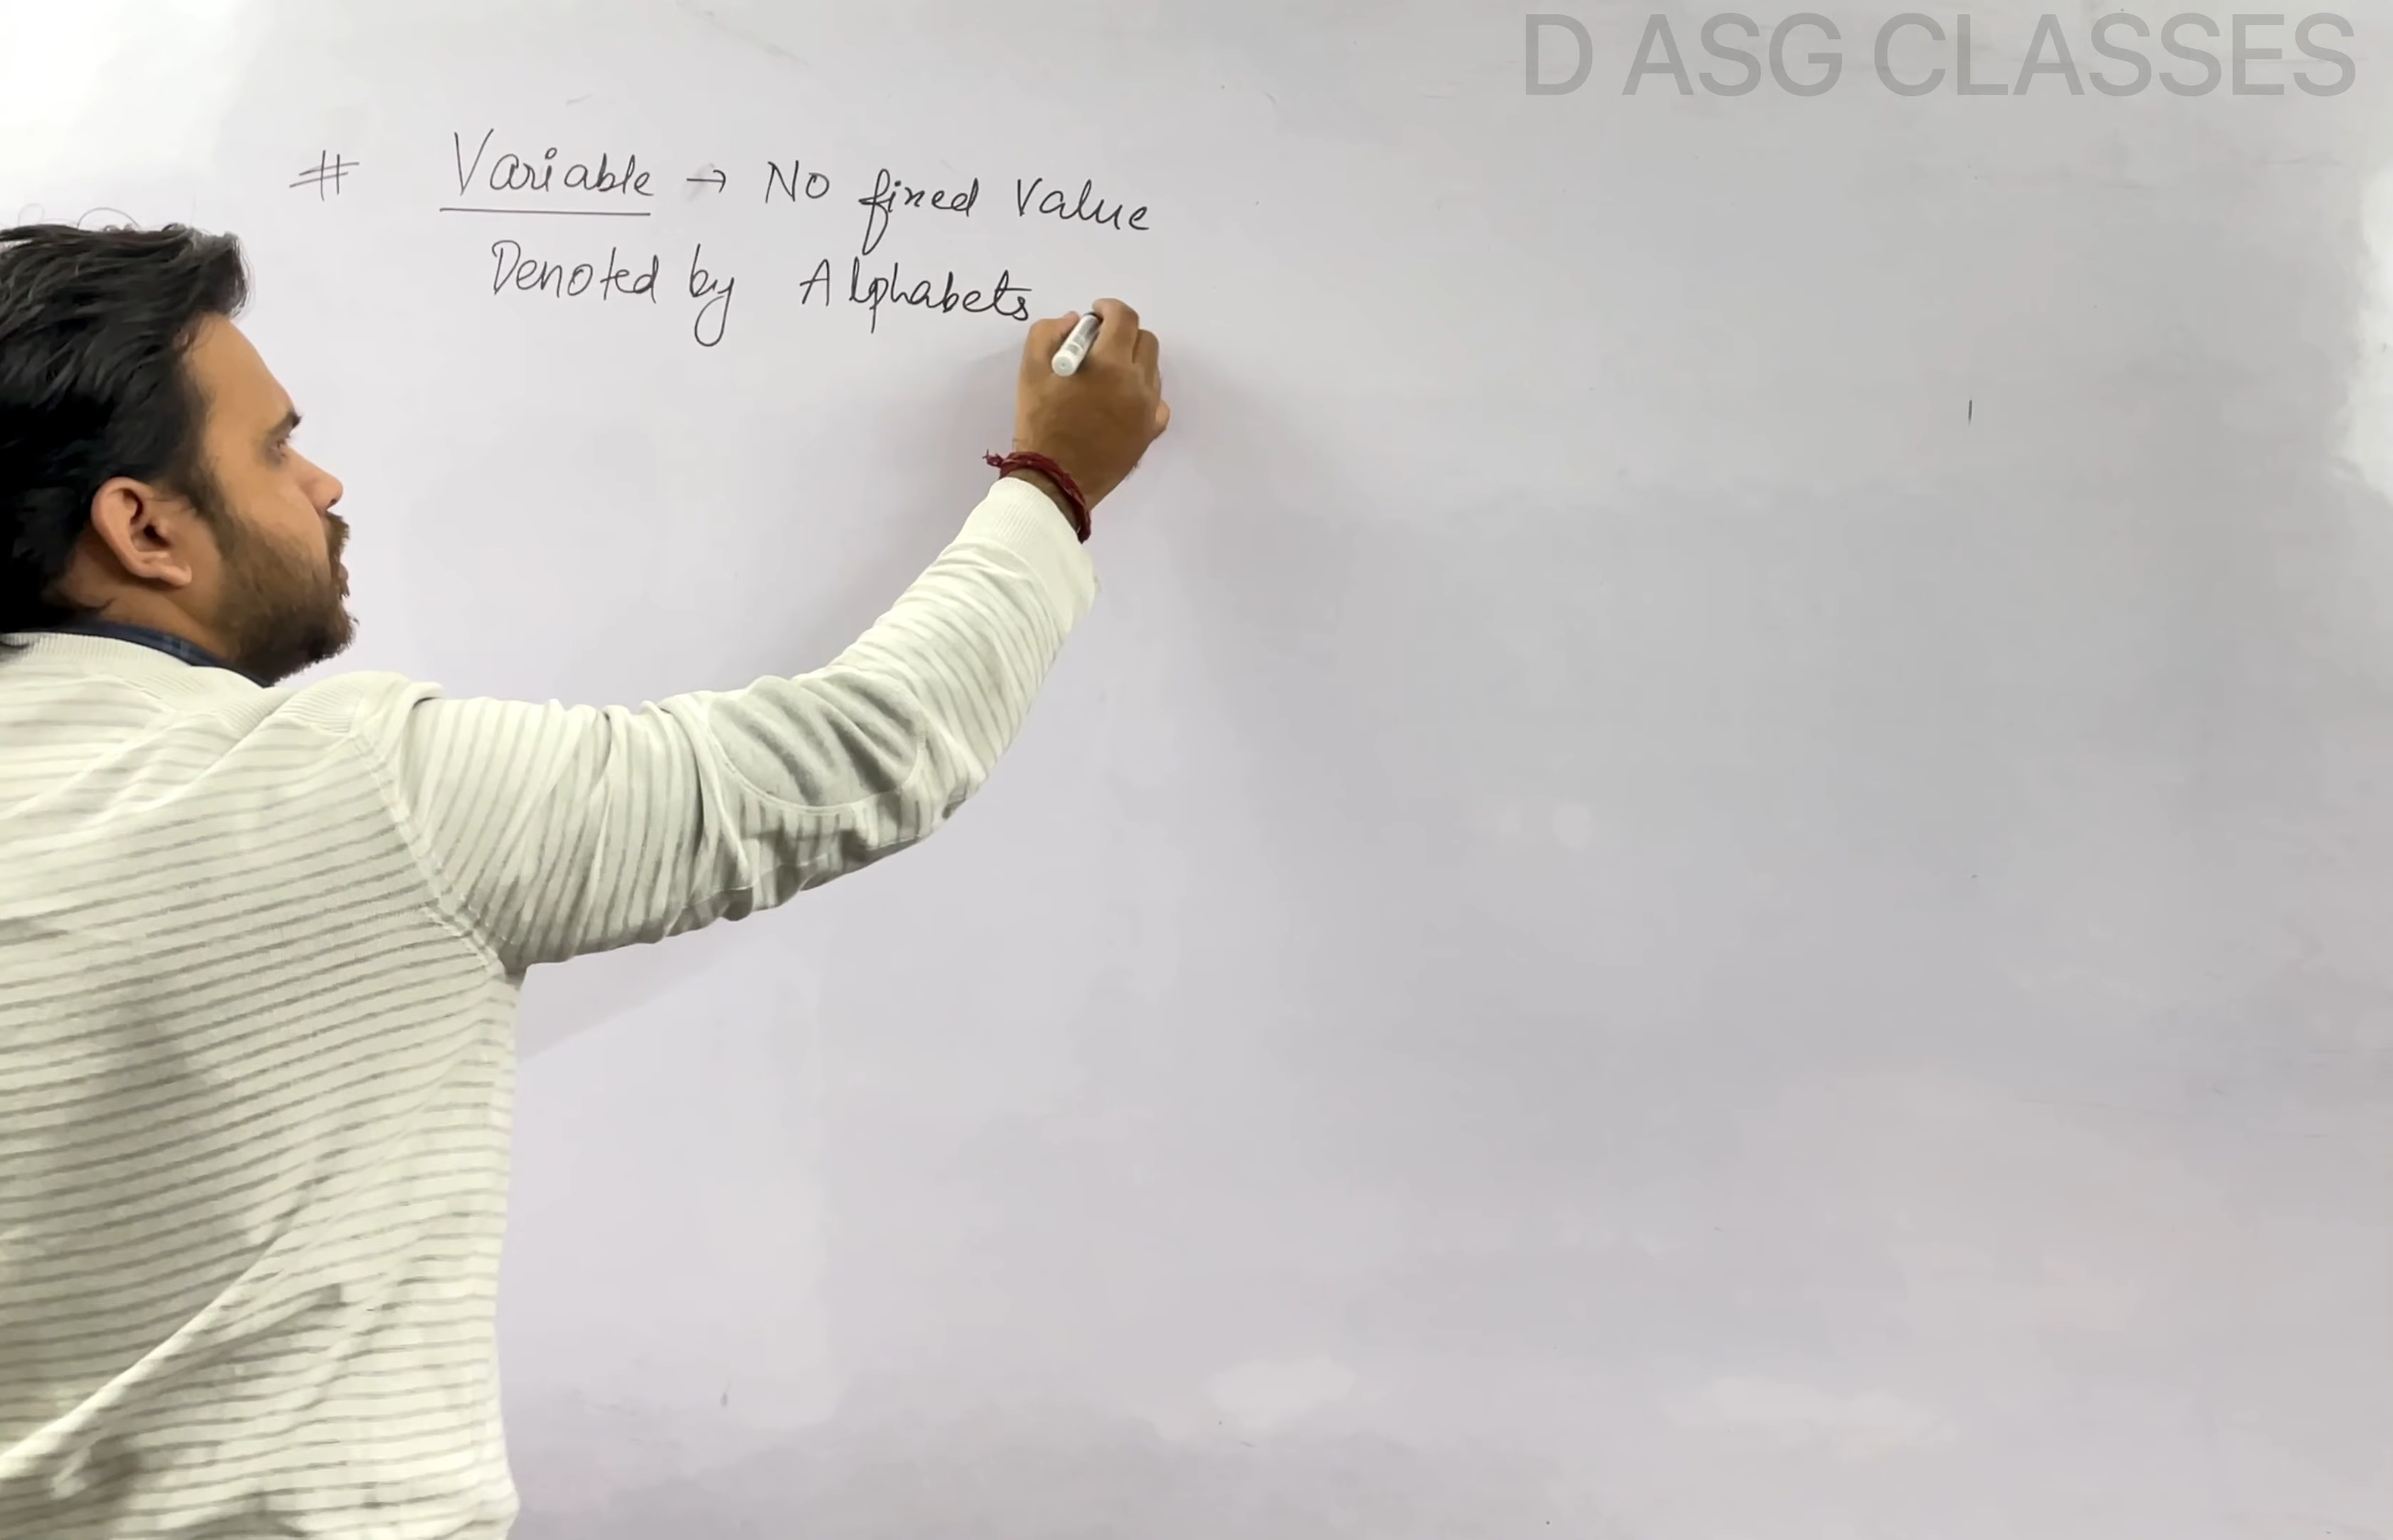 D ASG CLASSES
# Variable → No fixed Value
Denoted by Alphabets